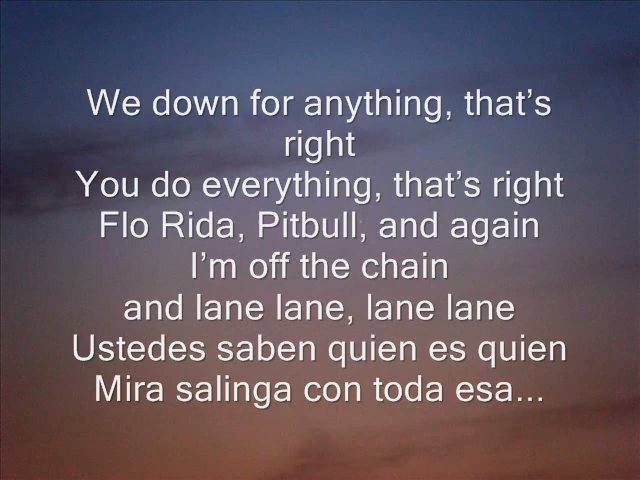 We down for anything, that’s
right
You do everything, that’s right
Flo Rida, Pitbull, and again
I’m off the chain
and lane lane, lane lane
Ustedes saben quien es quien
Mira salinga con toda esa...